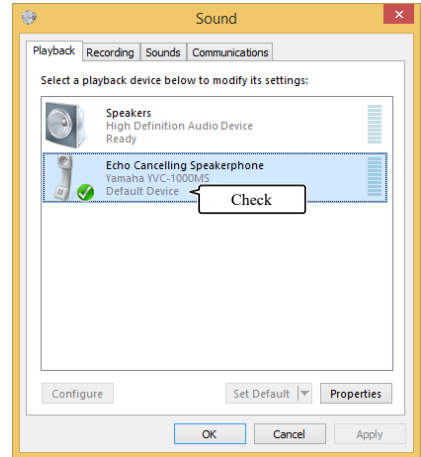 Sound
Playback Recording Sounds Communications
Select a playback device below to modify its settings:
Speakers
High Definition Audio Device
Ready
Echo Cancelling Speakerphone
Yamaha YVC-1000MS
Default Device
Check
Configure Set Default Properties
OK Cancel Apply